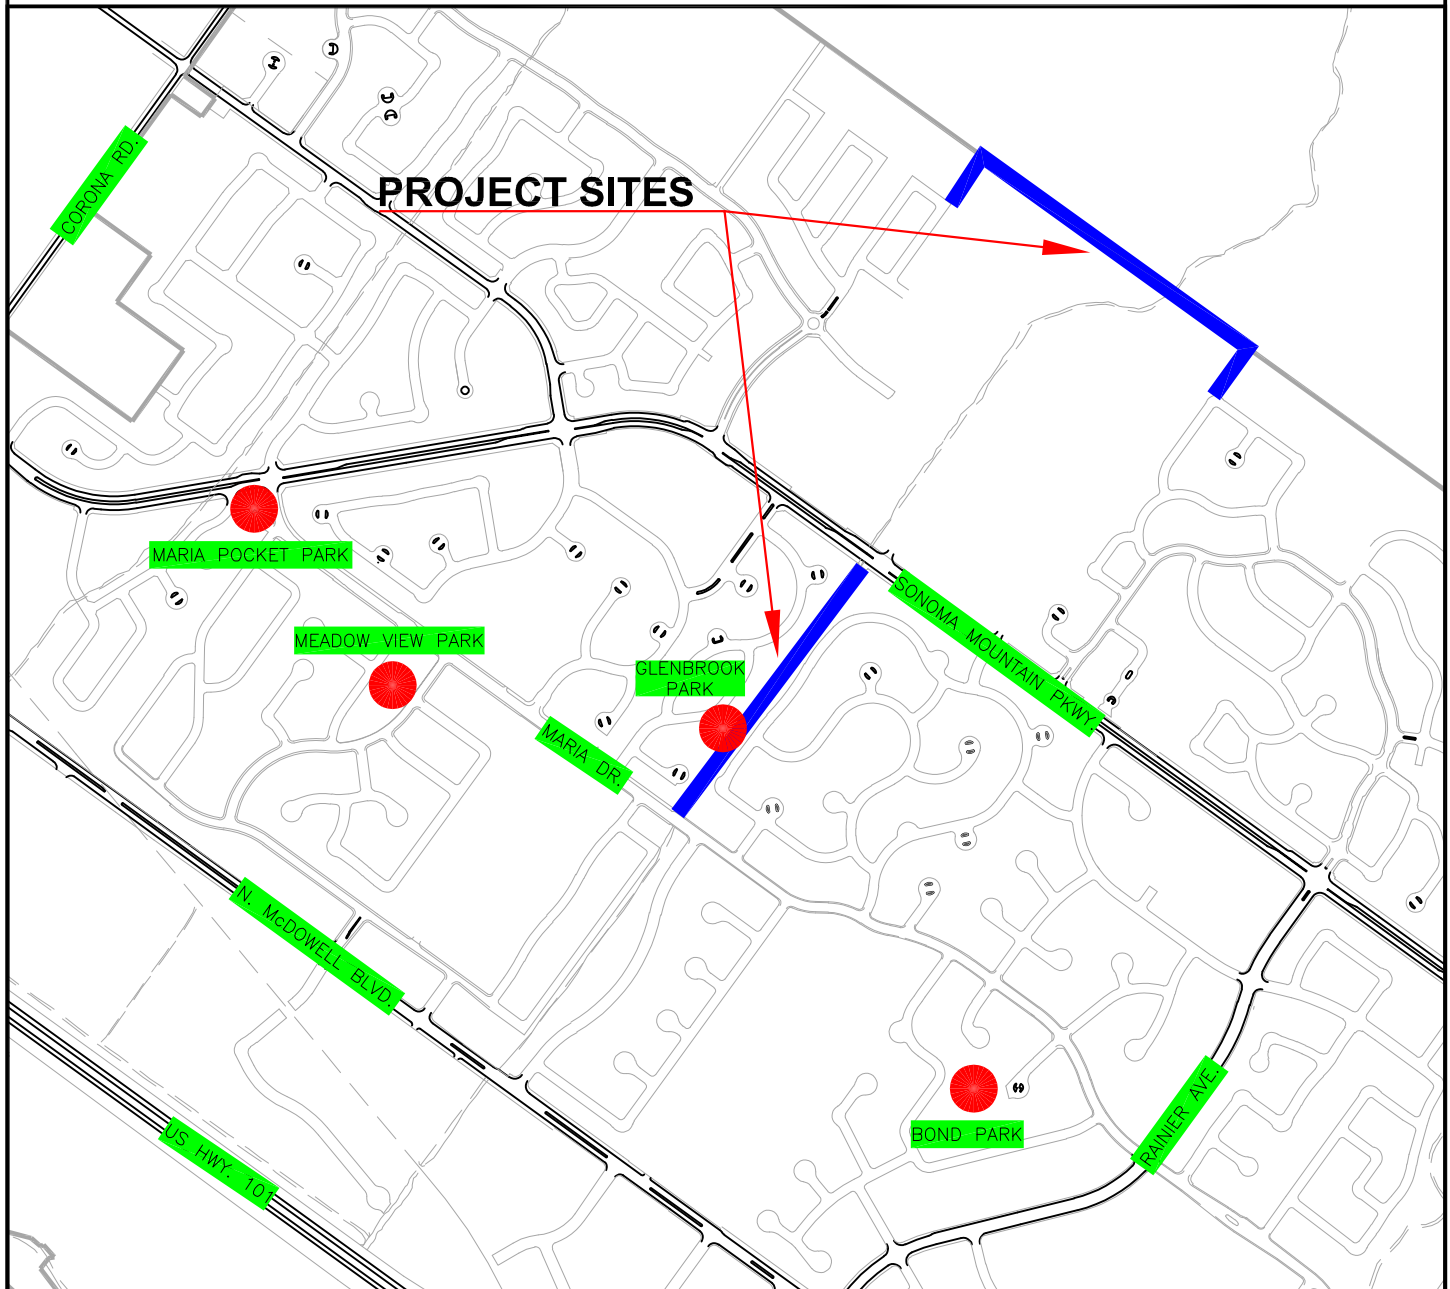 CORONA RD.
PROJECT SITES
MARIA POCKET PARK
MEADOW VIEW PARK
GLENBROOK
PARK
SONOMA MOUNTAIN PKWY.
MARIA DR.
N. McDOWELL BLVD.
US HWY. 101
BOND PARK
RAINIER AVE.